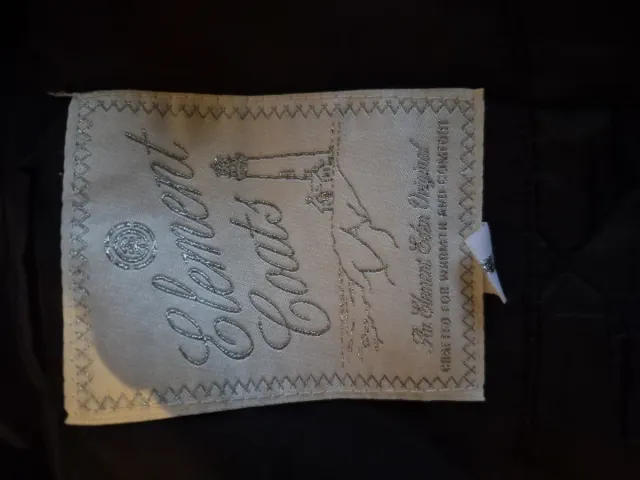 Element
Coats
An Element Eden Original
CRAFTED FOR WARMTH AND COMFORT